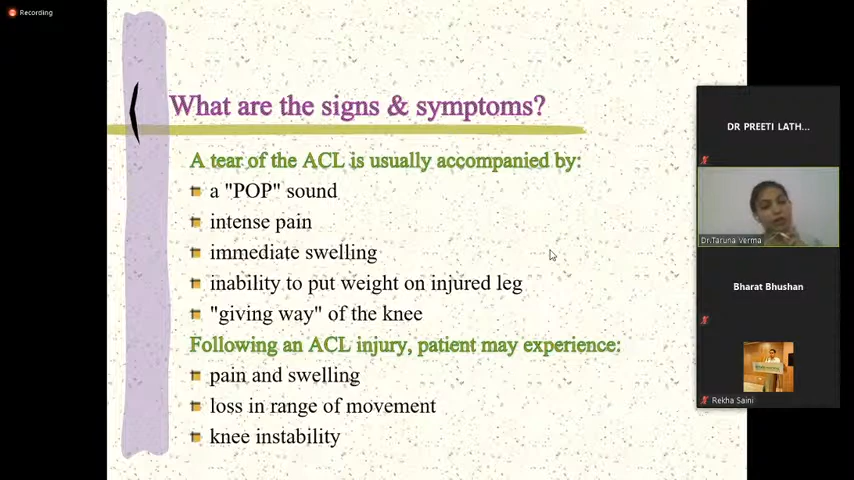 Recording
What are the signs & symptoms?
A tear of the ACL is usually accompanied by:
a "POP" sound
intense pain
immediate swelling
inability to put weight on injured leg
"giving way" of the knee
Following an ACL injury, patient may experience:
pain and swelling
loss in range of movement
knee instability
DR PREETI LATH...
Dr.Taruna Verma
Bharat Bhushan
Rekha Saini